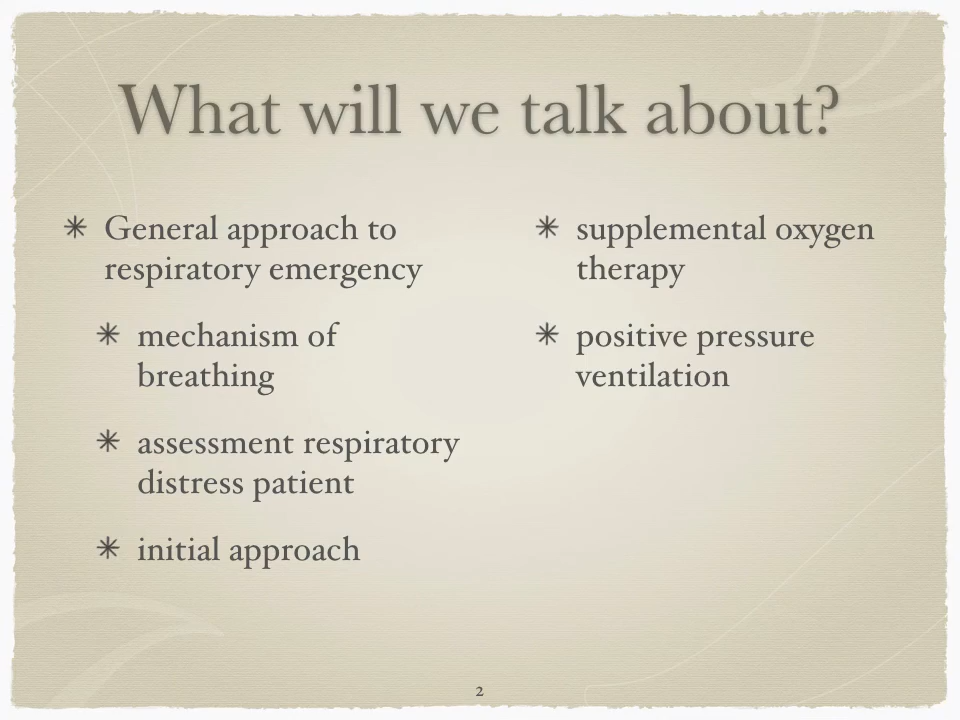 What will we talk about?
General approach to
respiratory emergency
mechanism of
breathing
assessment respiratory
distress patient
initial approach
supplemental oxygen
therapy
positive pressure
ventilation
2